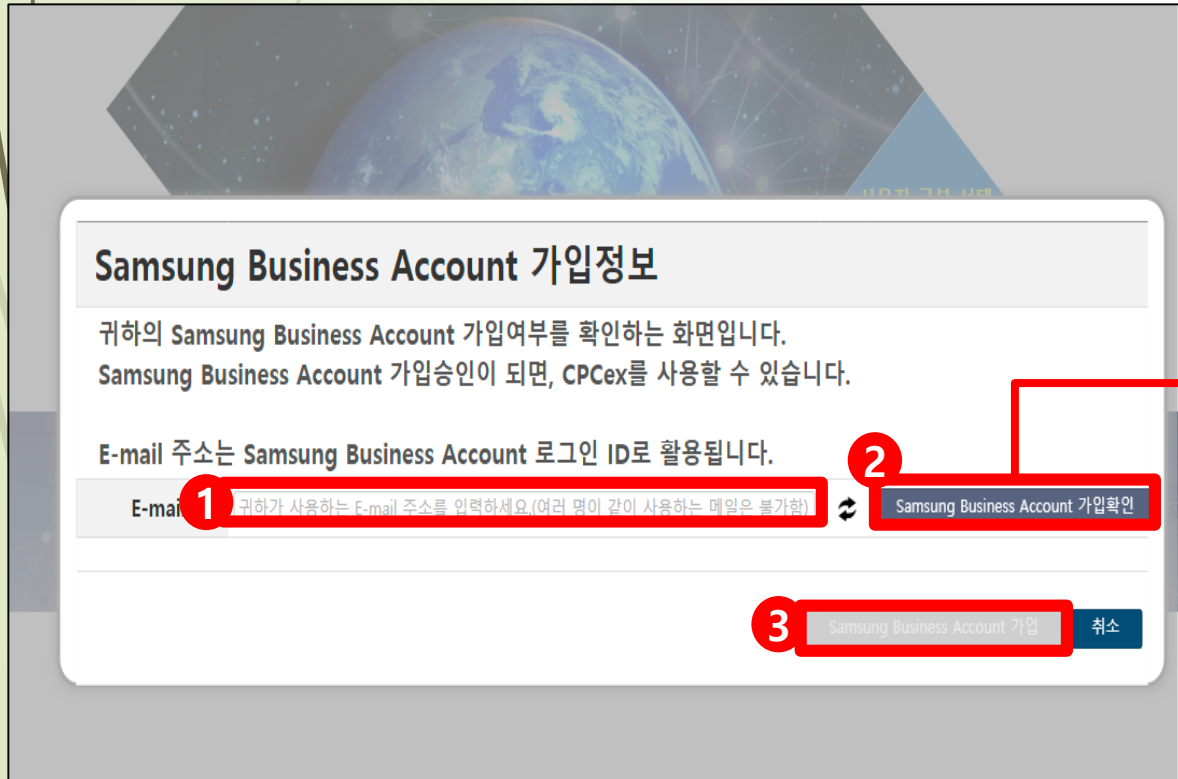 Samsung Business Account 가입정보
귀하의 Samsung Business Account 가입여부를 확인하는 화면입니다.
Samsung Business Account 가입승인이 되면, CPCex를 사용할 수 있습니다.
E-mail 주소는 Samsung Business Account 로그인 ID로 활용됩니다.
2
1 귀하가 사용하는 E-mail 주소를 입력하세요.(여러 명이 같이 사용하는 메일은 불가함) Samsung Business Account 가입확인
3 Samsung Business Account 가입 취소